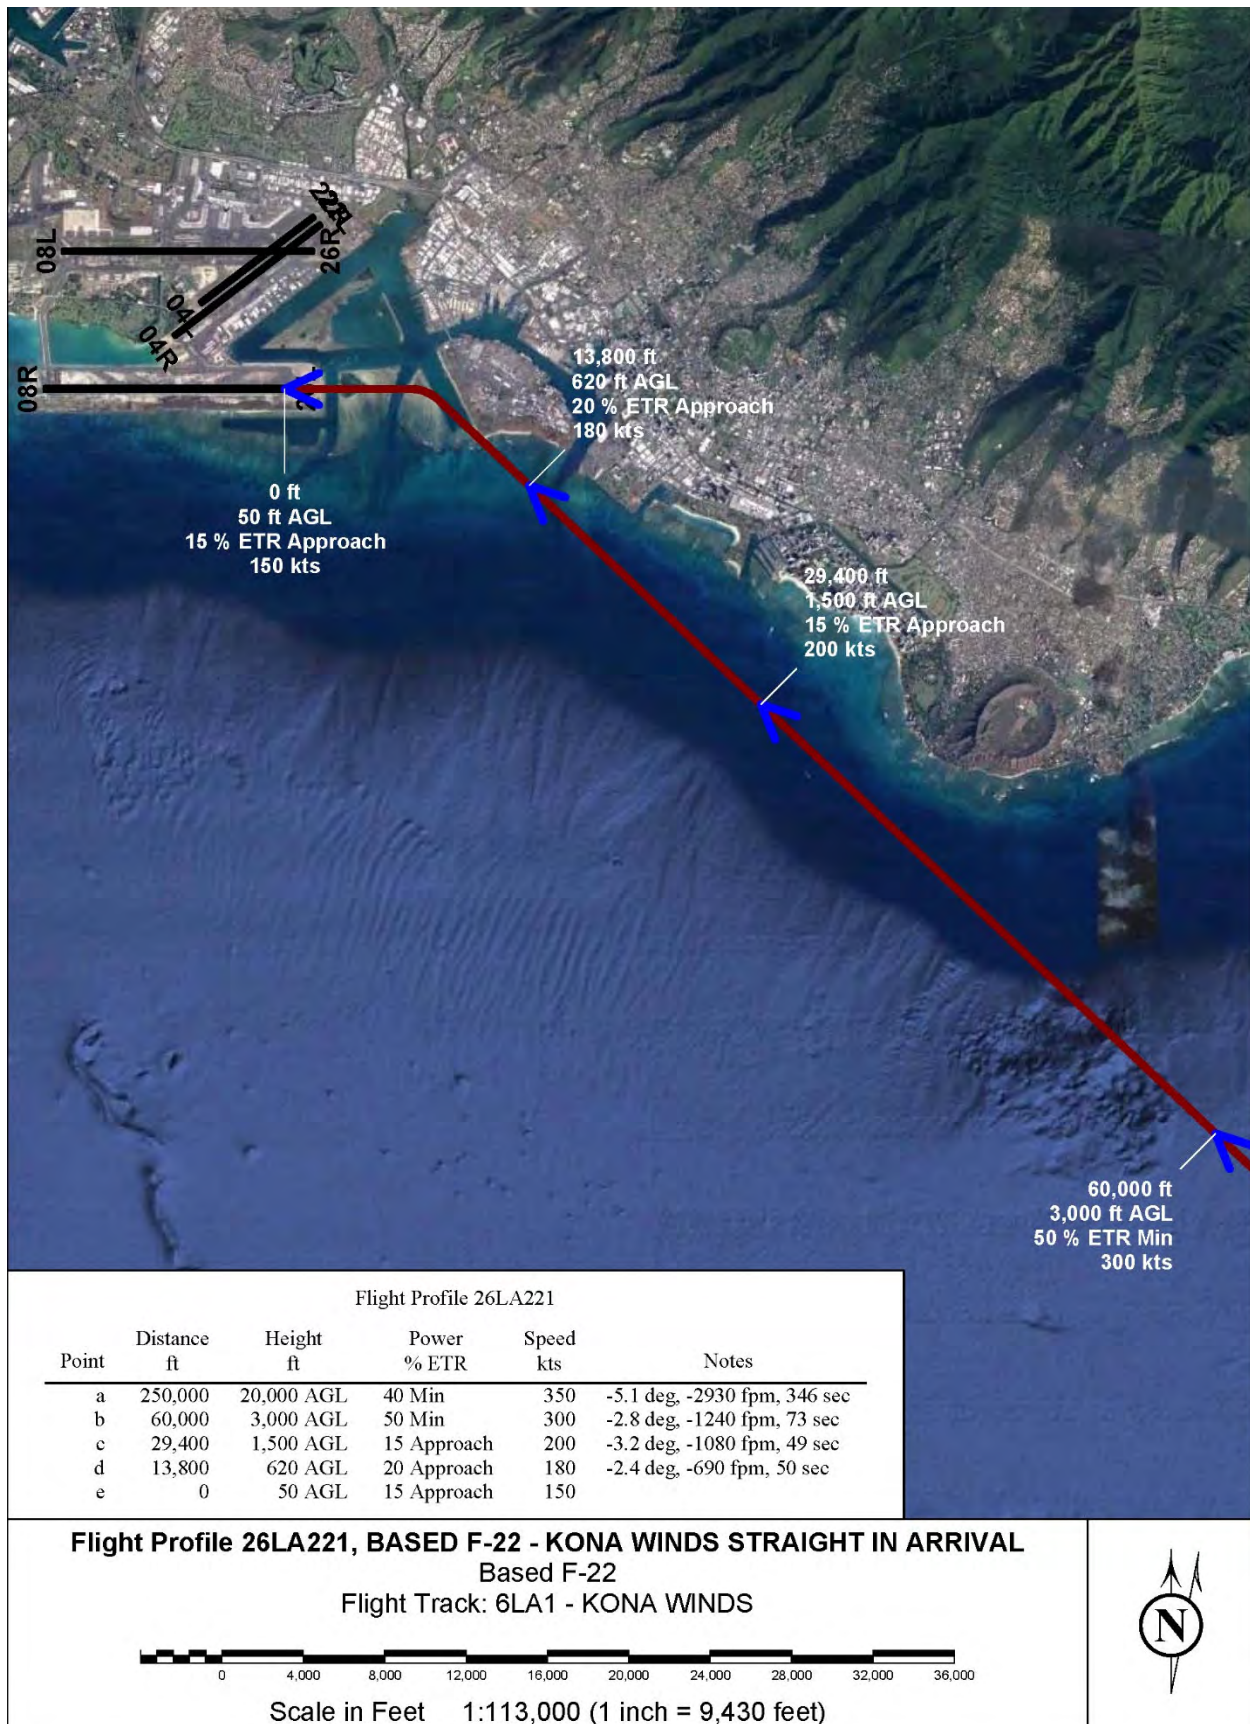 22L
08L
26R
04L
04R
08R
13,800 ft
620 ft AGL
20 % ETR Approach
180 kts
0 ft
50 ft AGL
15 % ETR Approach
150 kts
29,400 ft
1,500 ft AGL
15 % ETR Approach
200 kts
60,000 ft
3,000 ft AGL
50 % ETR Min
300 kts
Flight Profile 26LA221
Distance Height Power Speed
Point ft ft % ETR kts Notes
a 250,000 20,000 AGL 40 Min 350 -5.1 deg, -2930 fpm, 346 sec
b 60,000 3,000 AGL 50 Min 300 -2.8 deg, -1240 fpm, 73 sec
c 29,400 1,500 AGL 15 Approach 200 -3.2 deg, -1080 fpm, 49 sec
d 13,800 620 AGL 20 Approach 180 -2.4 deg, -690 fpm, 50 sec
e 0 50 AGL 15 Approach 150
Flight Profile 26LA221, BASED F-22 - KONA WINDS STRAIGHT IN ARRIVAL
Based F-22
Flight Track: 6LA1 - KONA WINDS
N
0 4,000 8,000 12,000 16,000 20,000 24,000 28,000 32,000 36,000
Scale in Feet 1:113,000 (1 inch = 9,430 feet)